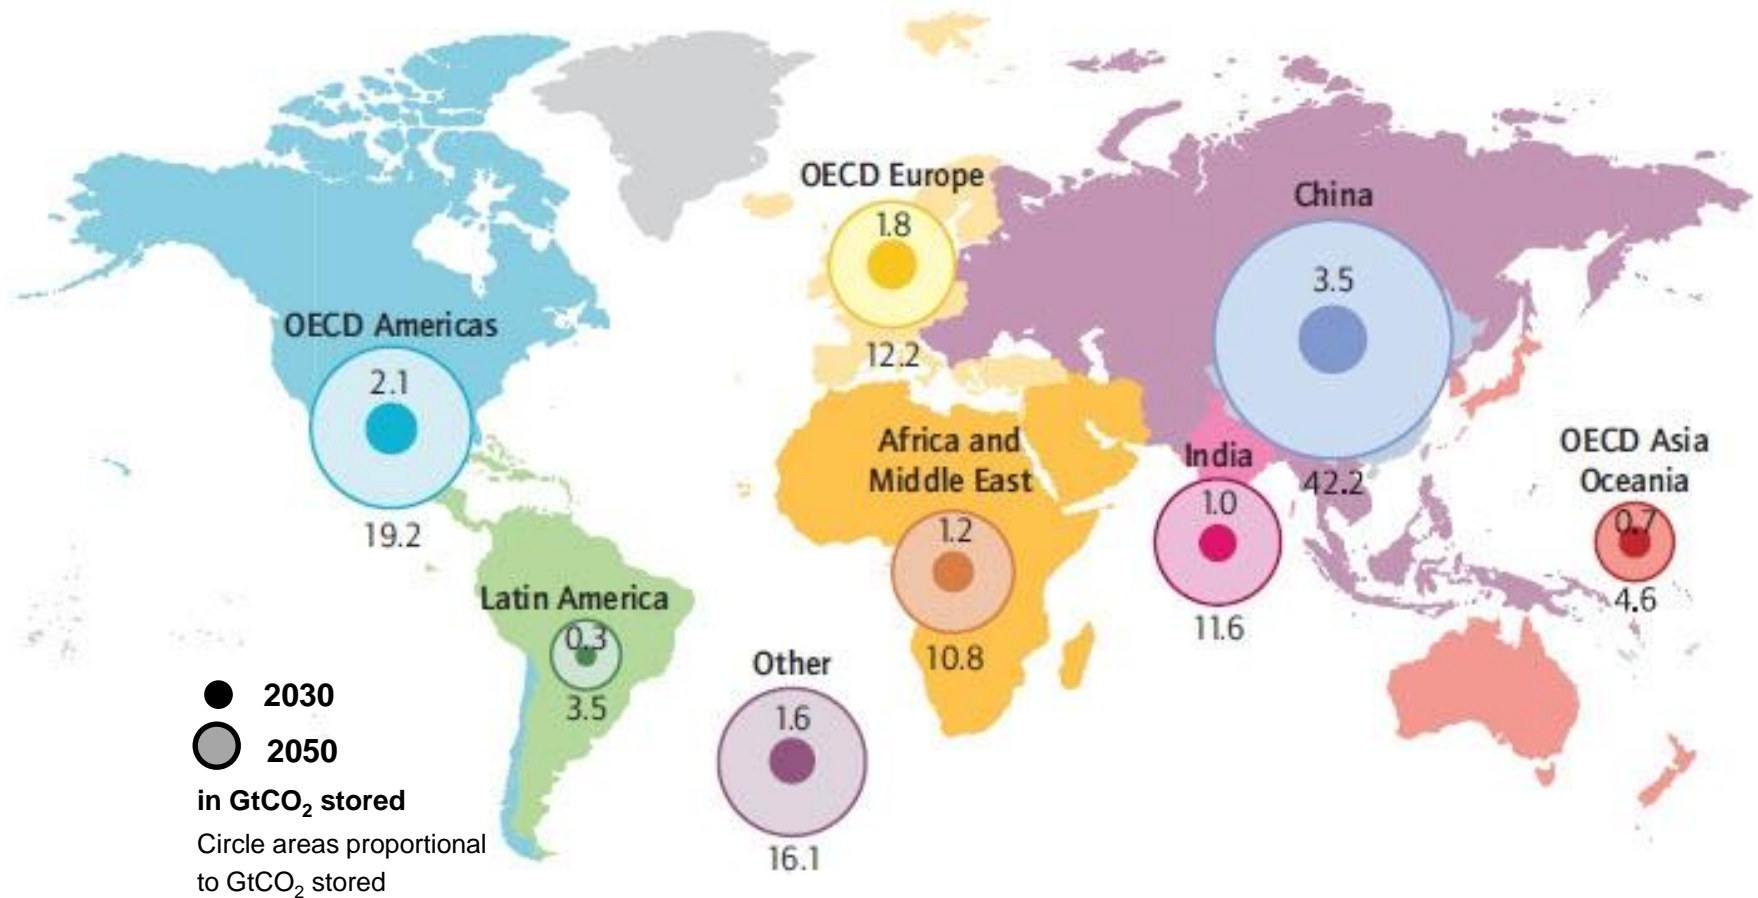 OECD Europe
1.8
12.2
China
3.5
42.2
OECD Americas
2.1
19.2
Africa and
Middle East
1.2
10.8
India
1.0
11.6
OECD Asia
Oceania
0.7
4.6
Latin America
0.3
3.5
Other
1.6
16.1
2030
2050
in GtCO₂ stored
Circle areas proportional
to GtCO₂ stored